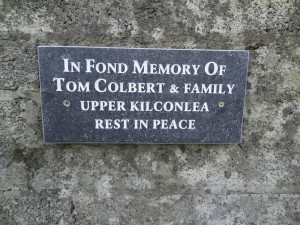 In Fond Memory Of
Tom Colbert & Family
Upper Kilconlea
Rest in Peace